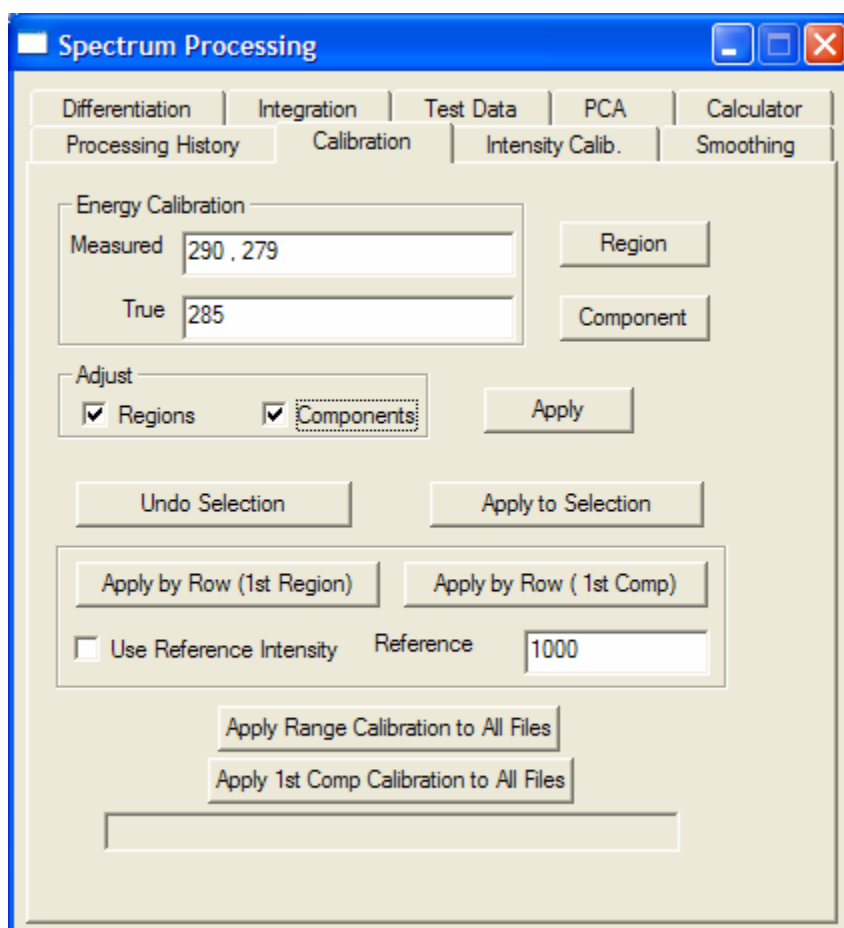 Spectrum Processing
Differentiation Integration Test Data PCA Calculator
Processing History Calibration Intensity Calib. Smoothing
Energy Calibration
Measured 290 , 279 Region
True 285 Component
Adjust
Regions Components Apply
Undo Selection Apply to Selection
Apply by Row (1st Region) Apply by Row ( 1st Comp)
Use Reference Intensity Reference 1000
Apply Range Calibration to All Files
Apply 1st Comp Calibration to All Files